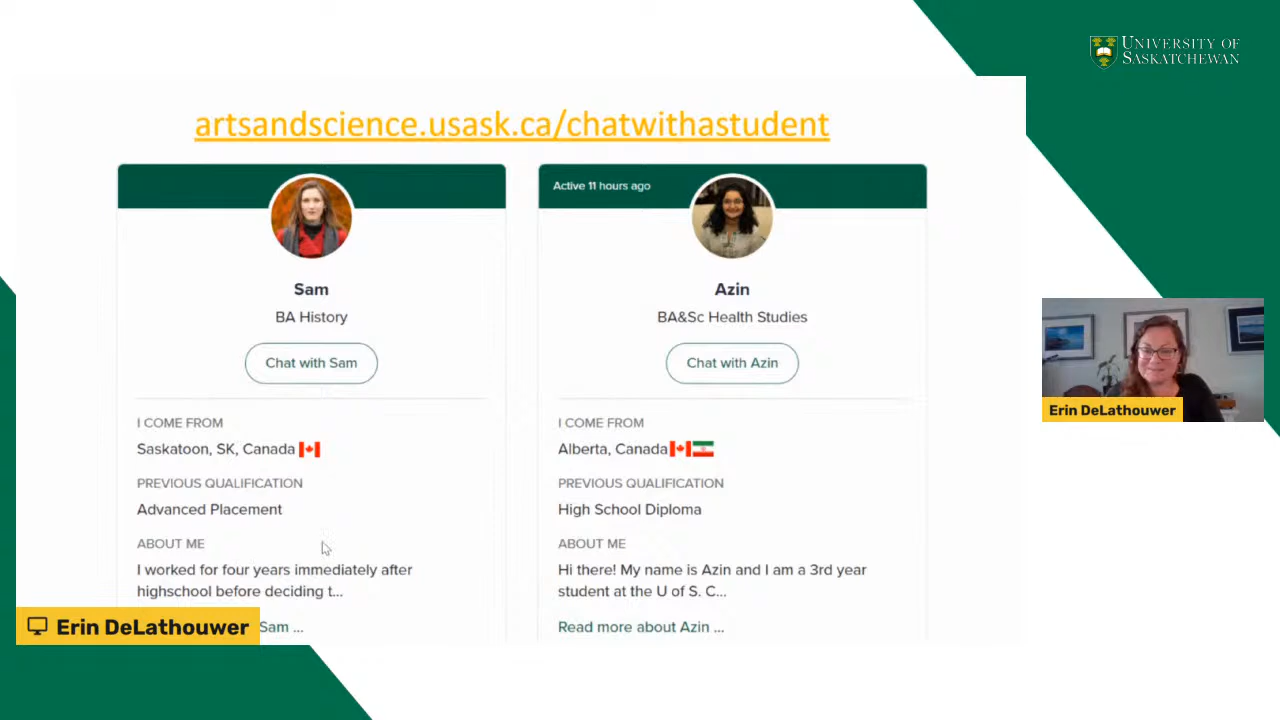 UNIVERSITY OF
SASKATCHEWAN
artsandscience.usask.ca/chatwithastudent
Sam
BA History
Chat with Sam
I COME FROM
Saskatoon, SK, Canada
PREVIOUS QUALIFICATION
Advanced Placement
ABOUT ME
I worked for four years immediately after
highschool before deciding t...
Sam ...
Active 11 hours ago
Azin
BA&Sc Health Studies
Chat with Azin
I COME FROM
Alberta, Canada
PREVIOUS QUALIFICATION
High School Diploma
ABOUT ME
Hi there! My name is Azin and I am a 3rd year
student at the U of S. C...
Read more about Azin ...
Erin DeLathouwer
Erin DeLathouwer